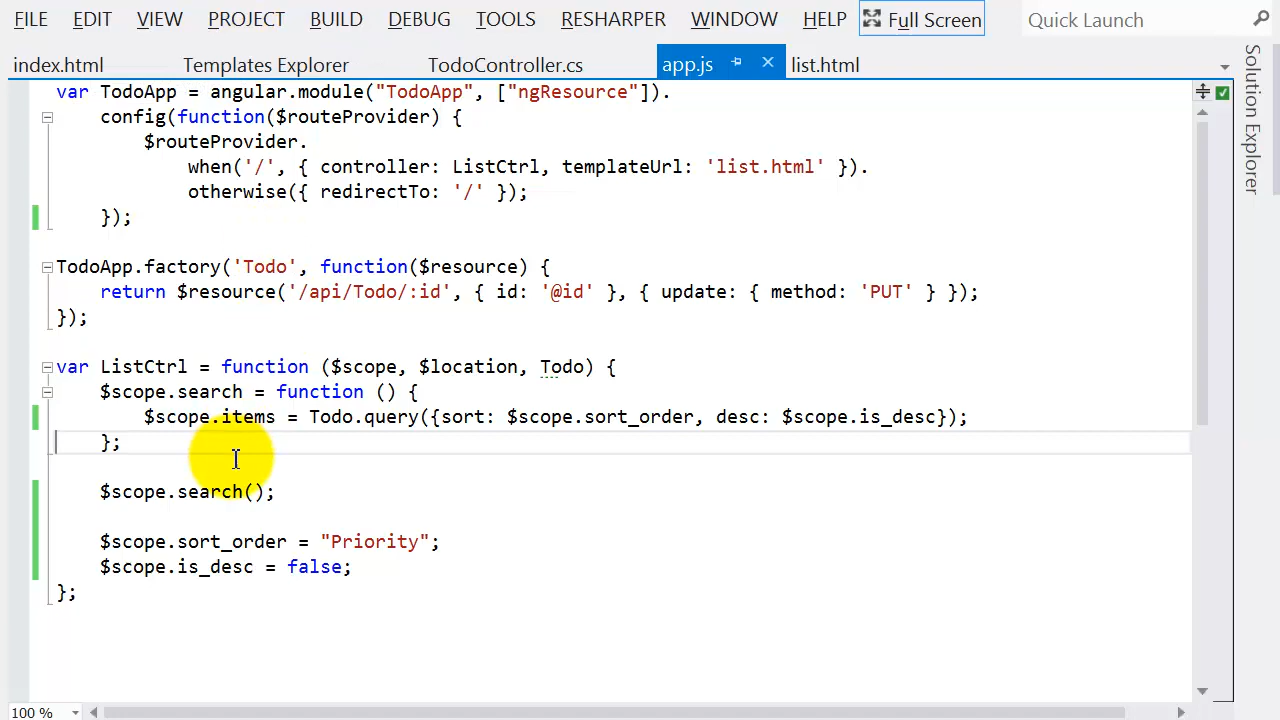 FILE EDIT VIEW PROJECT BUILD DEBUG TOOLS RESHARPER WINDOW HELP Full Screen Quick Launch
index.html Templates Explorer TodoController.cs app.js list.html
Solution Explorer
var TodoApp = angular.module("TodoApp", ["ngResource"]).
config(function($routeProvider) {
$routeProvider.
when('/', { controller: ListCtrl, templateUrl: 'list.html' }).
otherwise({ redirectTo: '/' });
});
TodoApp.factory('Todo', function($resource) {
return $resource('/api/Todo/:id', { id: '@id' }, { update: { method: 'PUT' } });
});
var ListCtrl = function ($scope, $location, Todo) {
$scope.search = function () {
$scope.items = Todo.query({sort: $scope.sort_order, desc: $scope.is_desc});
};
$scope.search();
$scope.sort_order = "Priority";
$scope.is_desc = false;
};
100 %